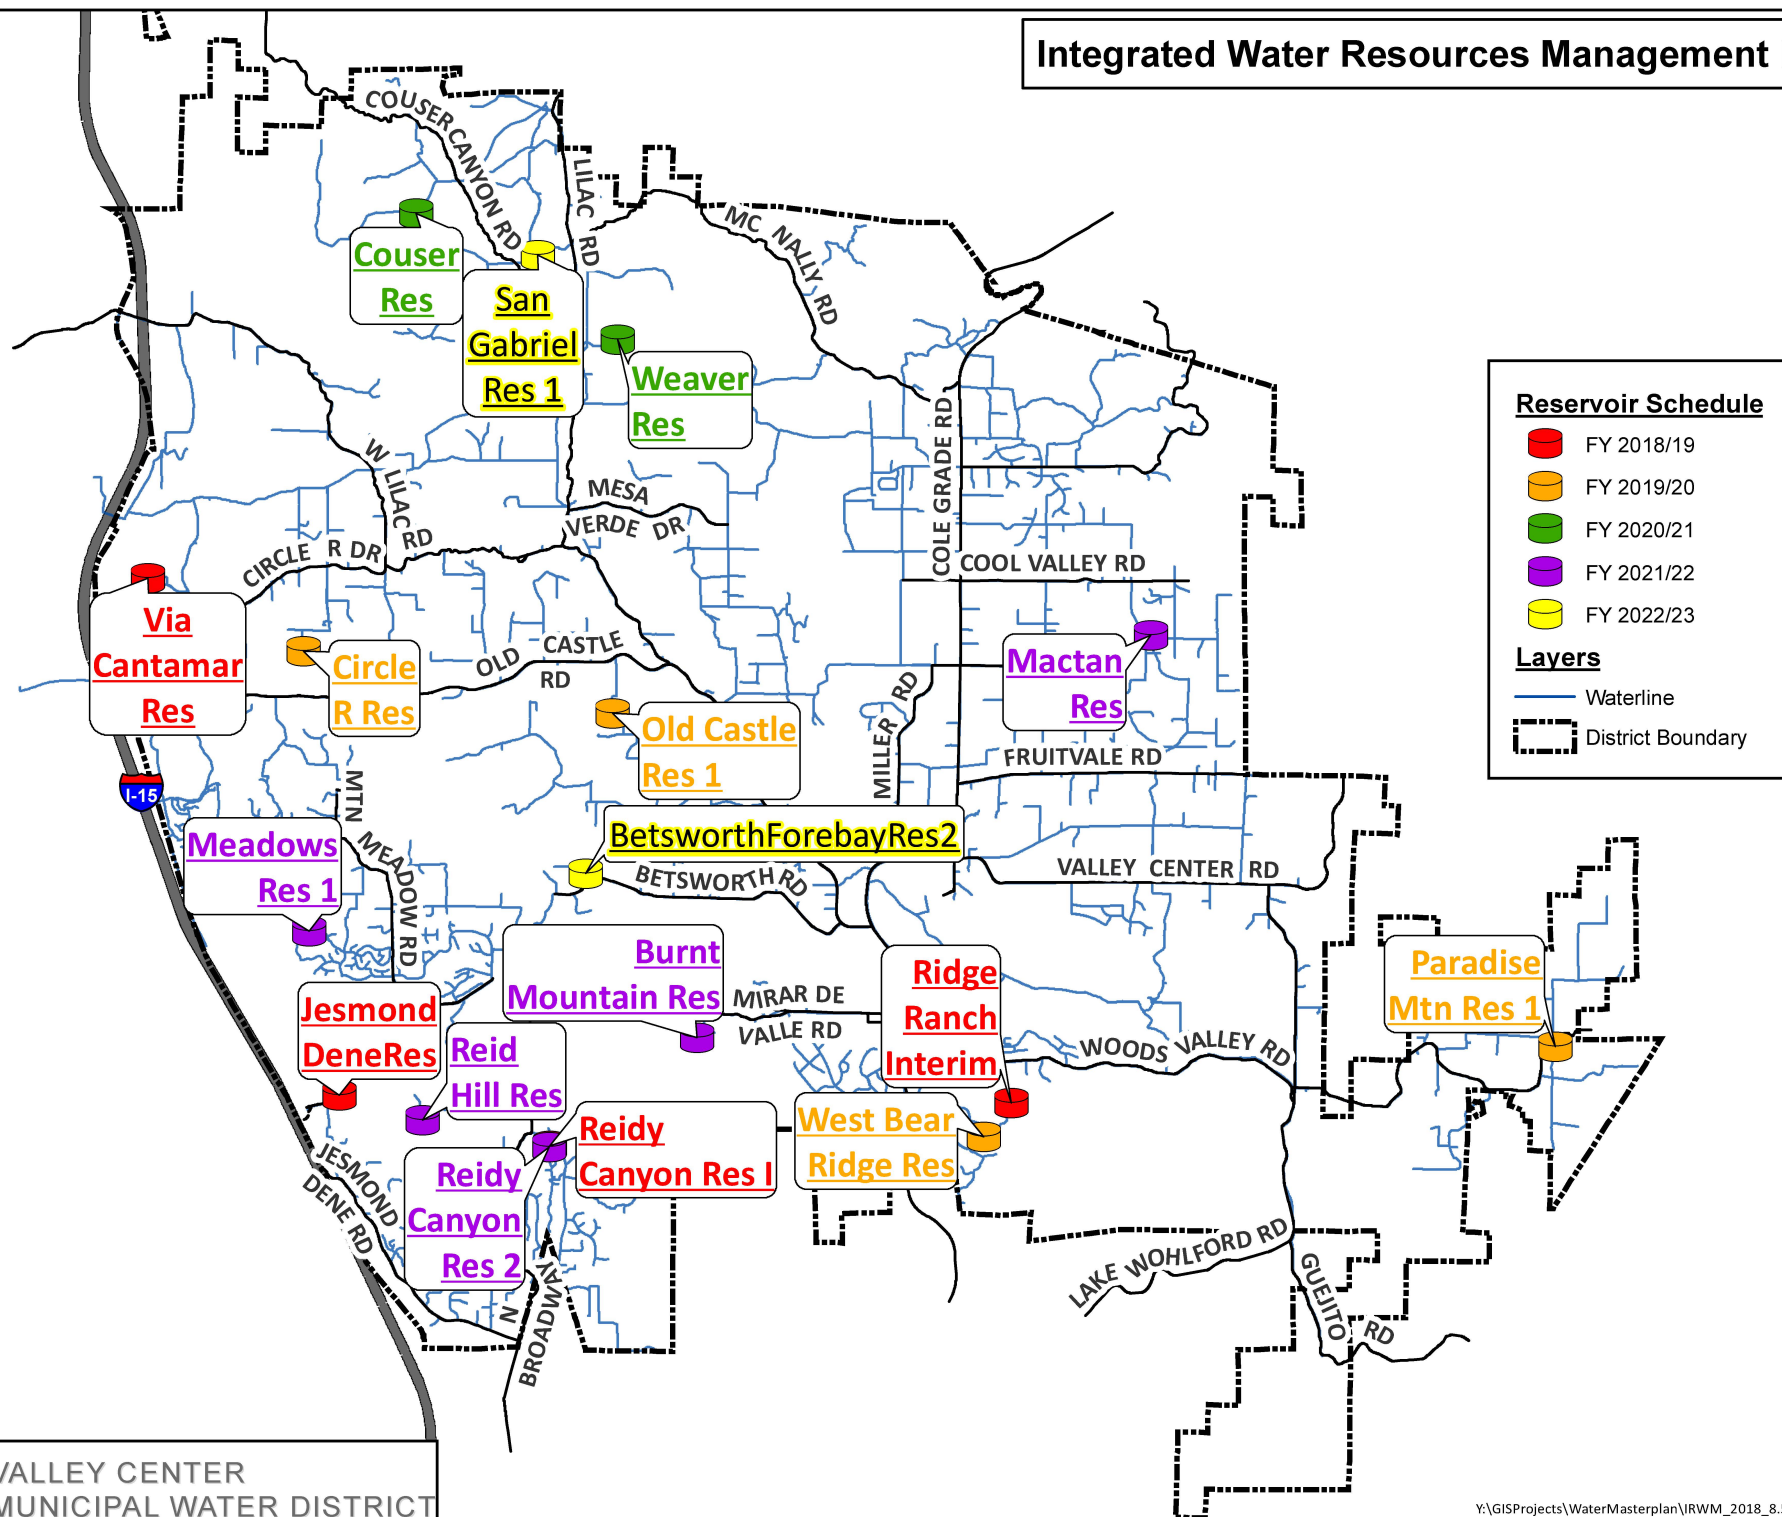 Integrated Water Resources Management
COUSER CANYON RD
LILAC RD
MC NALLY RD
Couser
Res
San
Gabriel
Res 1
Weaver
Res
Reservoir Schedule
FY 2018/19
FY 2019/20
FY 2020/21
FY 2021/22
FY 2022/23
Layers
Waterline
District Boundary
W LILAC RD
MESA
VERDE DR
COLE GRADE RD
CIRCLE R DR
COOL VALLEY RD
Via
Cantamar
Res
Circle
R Res
OLD CASTLE
RD
Mactan
Res
Old Castle
Res 1
MILLER RD
FRUITVALE RD
I-15
MTN
MEADOW RD
Meadows
Res 1
BetsworthForebayRes2
BETSWORTH RD
VALLEY CENTER RD
Burnt
Mountain Res
MIRAR DE
VALLE RD
Ridge
Ranch
Interim
Paradise
Mtn Res 1
WOODS VALLEY RD
Jesmond
DeneRes
Reid
Hill Res
Reidy
Canyon Res I
West Bear
Ridge Res
Reidy
Canyon
Res 2
JESMOND
DENE RD
N
BROADWAY
LAKE WOHLFORD RD
GUEJITO RD
VALLEY CENTER
MUNICIPAL WATER DISTRICT
Y:\GISProjects\WaterMasterplan\IRWM_2018_8.